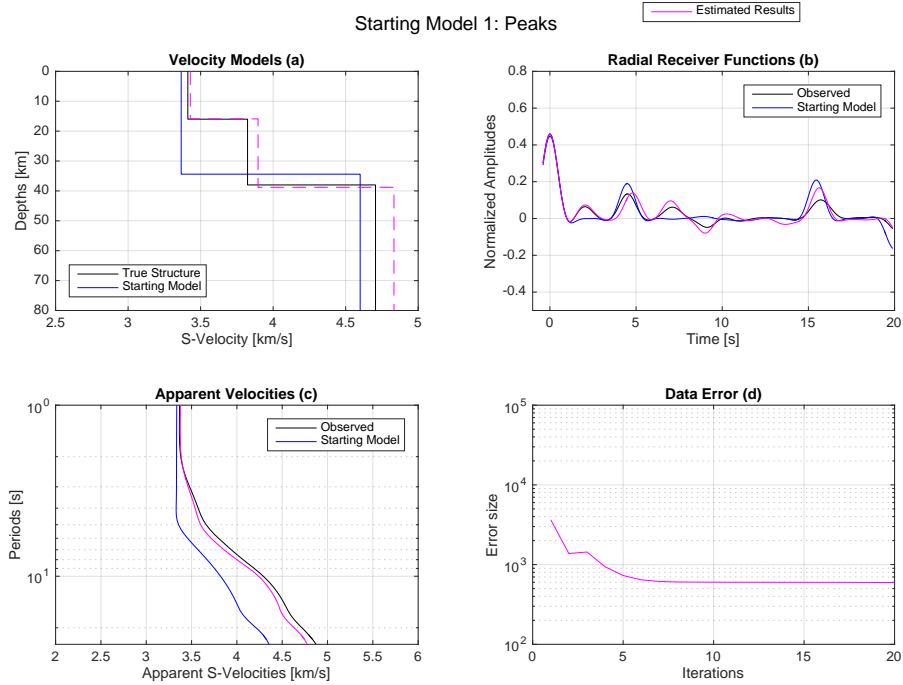 Estimated Results
Starting Model 1: Peaks
Velocity Models (a)
0
10
20
30
40
50
60
70
80
Depths [km]
True Structure
Starting Model
2.5 3 3.5 4 4.5 5
S-Velocity [km/s]
Radial Receiver Functions (b)
0.8
0.6
0.4
0.2
0
-0.2
-0.4
Normalized Amplitudes
Observed
Starting Model
0 5 10 15 20
Time [s]
Apparent Velocities (c)
10^0
10^1
Periods [s]
Observed
Starting Model
2 2.5 3 3.5 4 4.5 5 5.5 6
Apparent S-Velocities [km/s]
Data Error (d)
10^5
10^4
10^3
10^2
Error size
0 5 10 15 20
Iterations